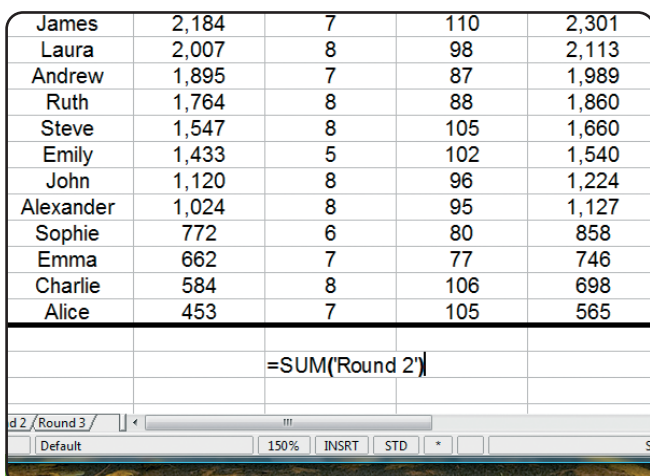 James 2,184 7 110 2,301
Laura 2,007 8 98 2,113
Andrew 1,895 7 87 1,989
Ruth 1,764 8 88 1,860
Steve 1,547 8 105 1,660
Emily 1,433 5 102 1,540
John 1,120 8 96 1,224
Alexander 1,024 8 95 1,127
Sophie 772 6 80 858
Emma 662 7 77 746
Charlie 584 8 106 698
Alice 453 7 105 565
=SUM('Round 2')
d 2 Round 3
Default 150% INSRT STD * S